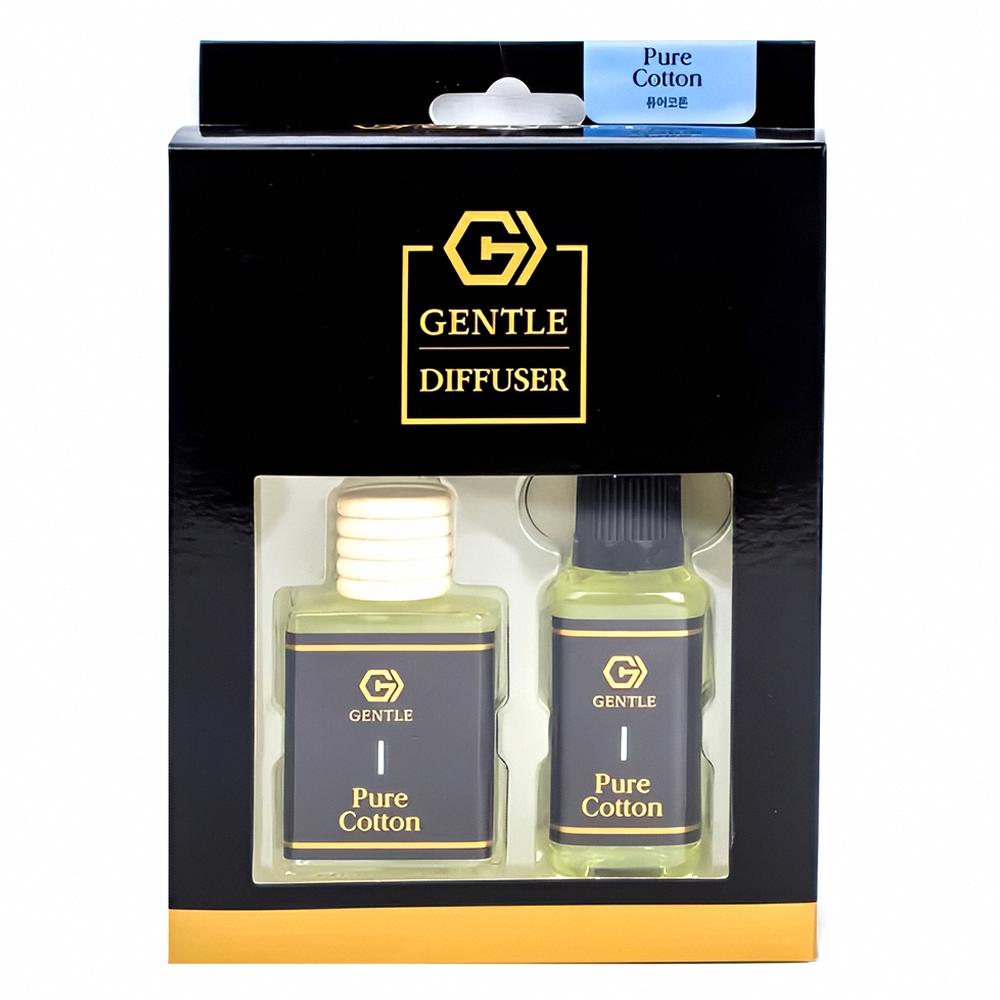 Pure
Cotton
퓨어코튼
GENTLE
DIFFUSER
GENTLE
Pure
Cotton
GENTLE
Pure
Cotton